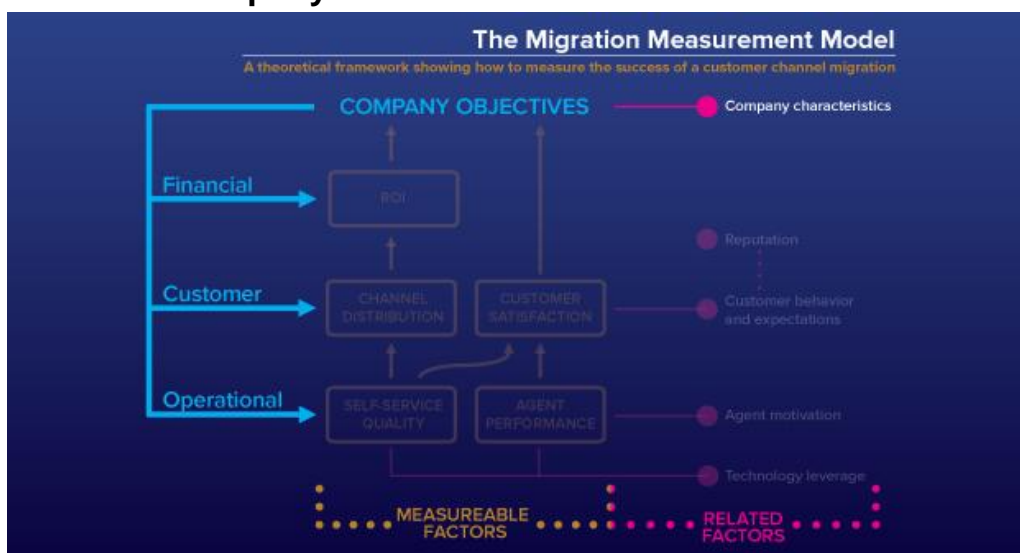 The Migration Measurement Model
A theoretical framework showing how to measure the success of a customer channel migration
COMPANY OBJECTIVES
Company characteristics
Financial
ROI
Reputation
Customer
CHANNEL
DISTRIBUTION
CUSTOMER
SATISFACTION
Customer behavior
and expectations
Operational
SELF-SERVICE
QUALITY
AGENT
PERFORMANCE
Agent motivation
Technology leverage
MEASUREABLE
FACTORS
RELATED
FACTORS